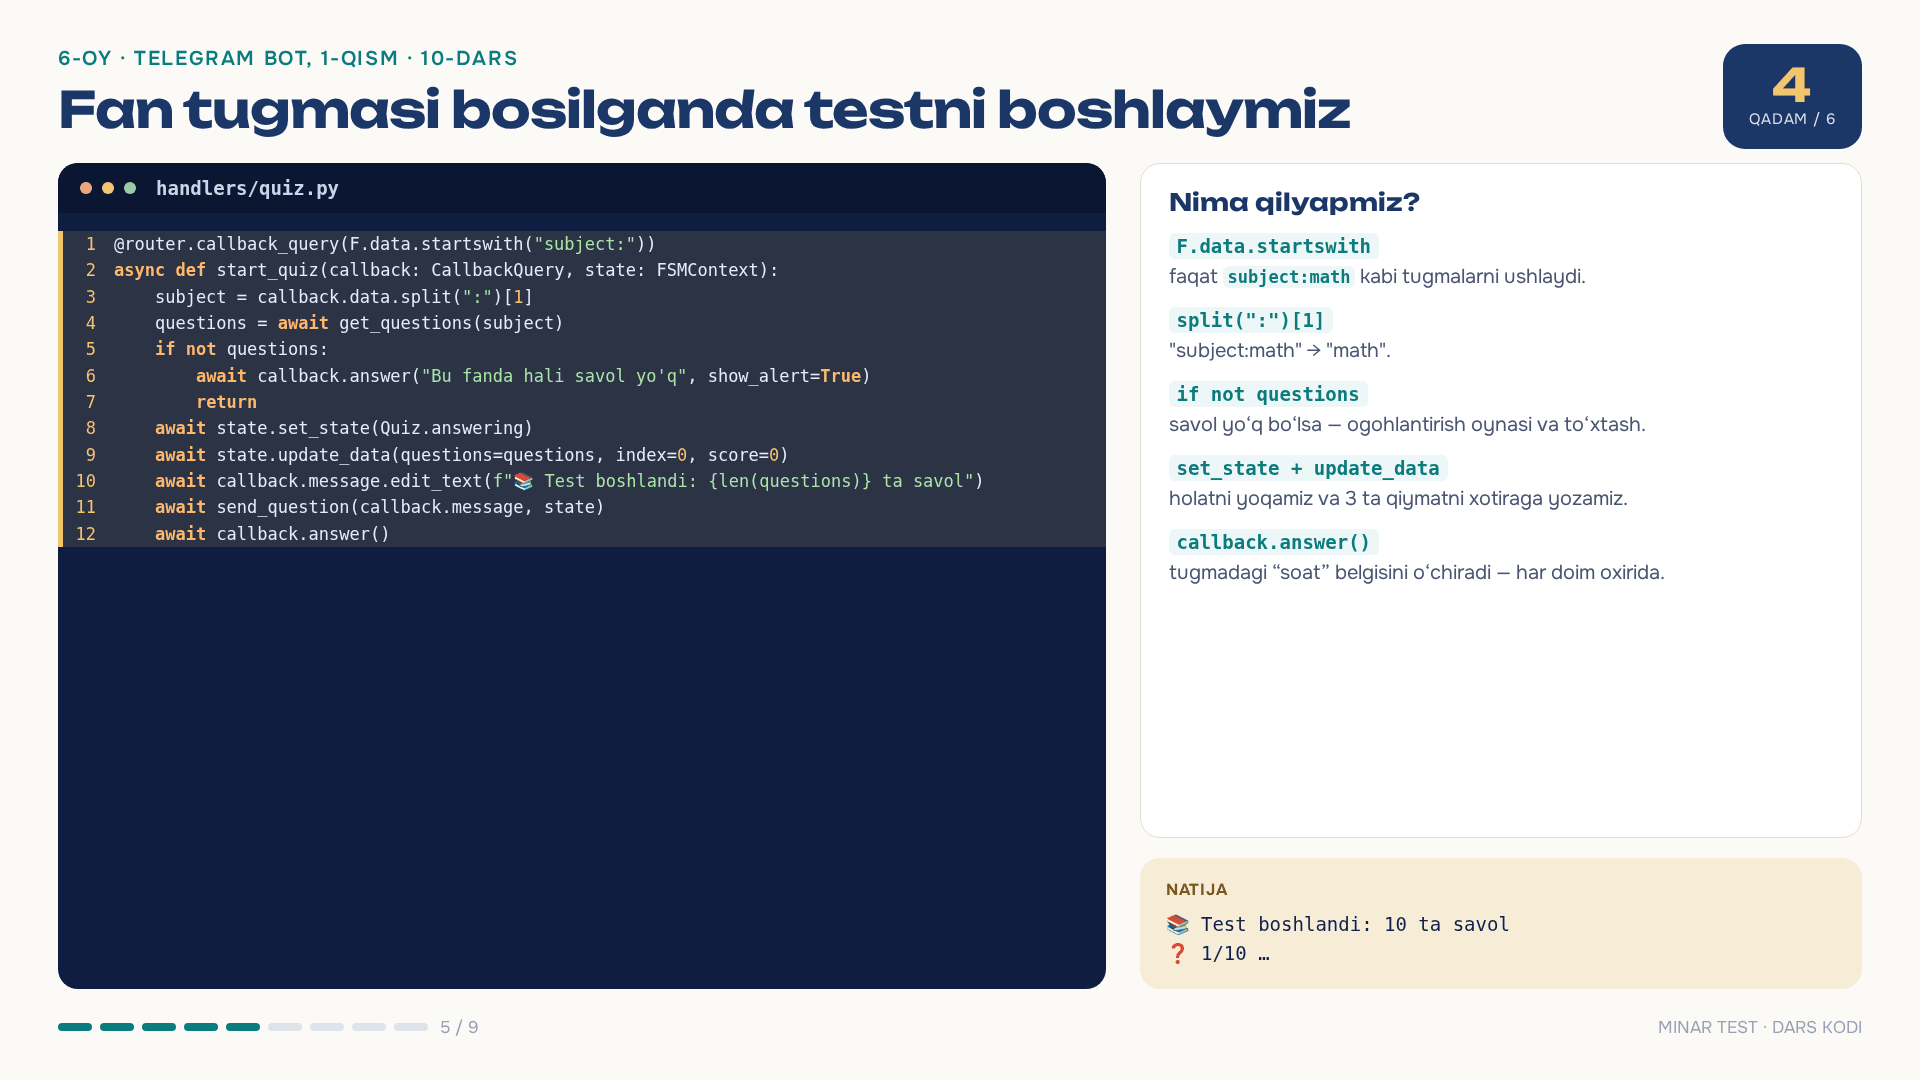 6-OY · TELEGRAM BOT, 1-QISM · 10-DARS
Fan tugmasi bosilganda testni boshlaymiz
4
QADAM / 6
handlers/quiz.py
1 @router.callback_query(F.data.startswith("subject:"))
2 async def start_quiz(callback: CallbackQuery, state: FSMContext):
3     subject = callback.data.split(":")[1]
4     questions = await get_questions(subject)
5     if not questions:
6         await callback.answer("Bu fanda hali savol yo'q", show_alert=True)
7         return
8     await state.set_state(Quiz.answering)
9     await state.update_data(questions=questions, index=0, score=0)
10     await callback.message.edit_text(f"📚 Test boshlandi: {len(questions)} ta savol")
11     await send_question(callback.message, state)
12     await callback.answer()
Nima qilyapmiz?
F.data.startswith
faqat subject:math kabi tugmalarni ushlaydi.
split(":")[1]
"subject:math" → "math".
if not questions
savol yo‘q bo‘lsa — ogohlantirish oynasi va to‘xtash.
set_state + update_data
holatni yoqamiz va 3 ta qiymatni xotiraga yozamiz.
callback.answer()
tugmadagi “soat” belgisini o‘chiradi — har doim oxirida.
NATIJA
📚 Test boshlandi: 10 ta savol
❓ 1/10 …
5 / 9
MINAR TEST · DARS KODI